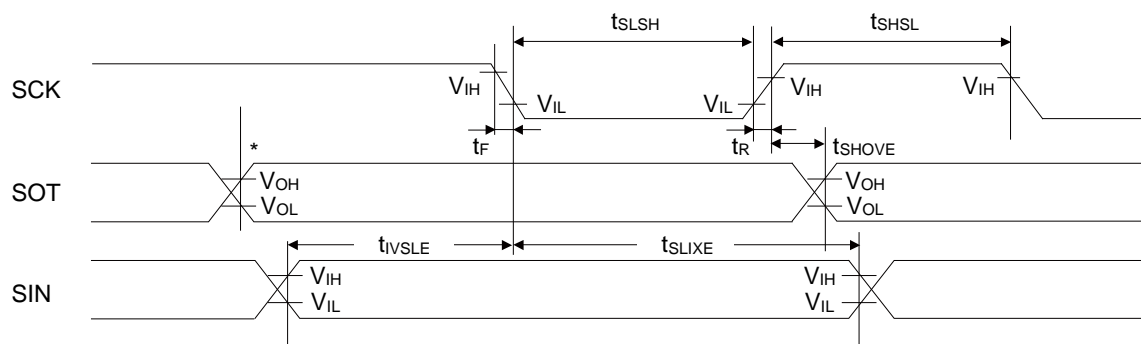 tSLSH
tSHSL
SCK
VIH
VIL
VIL
VIH
VIH
tF
tR
tSHOVE
*
SOT
VOH
VOL
VOH
VOL
tIVSLE
tSLIXE
SIN
VIH
VIL
VIH
VIL